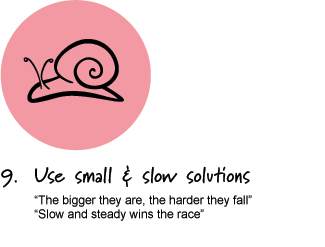 9. Use small & slow solutions
“The bigger they are, the harder they fall”
“Slow and steady wins the race”